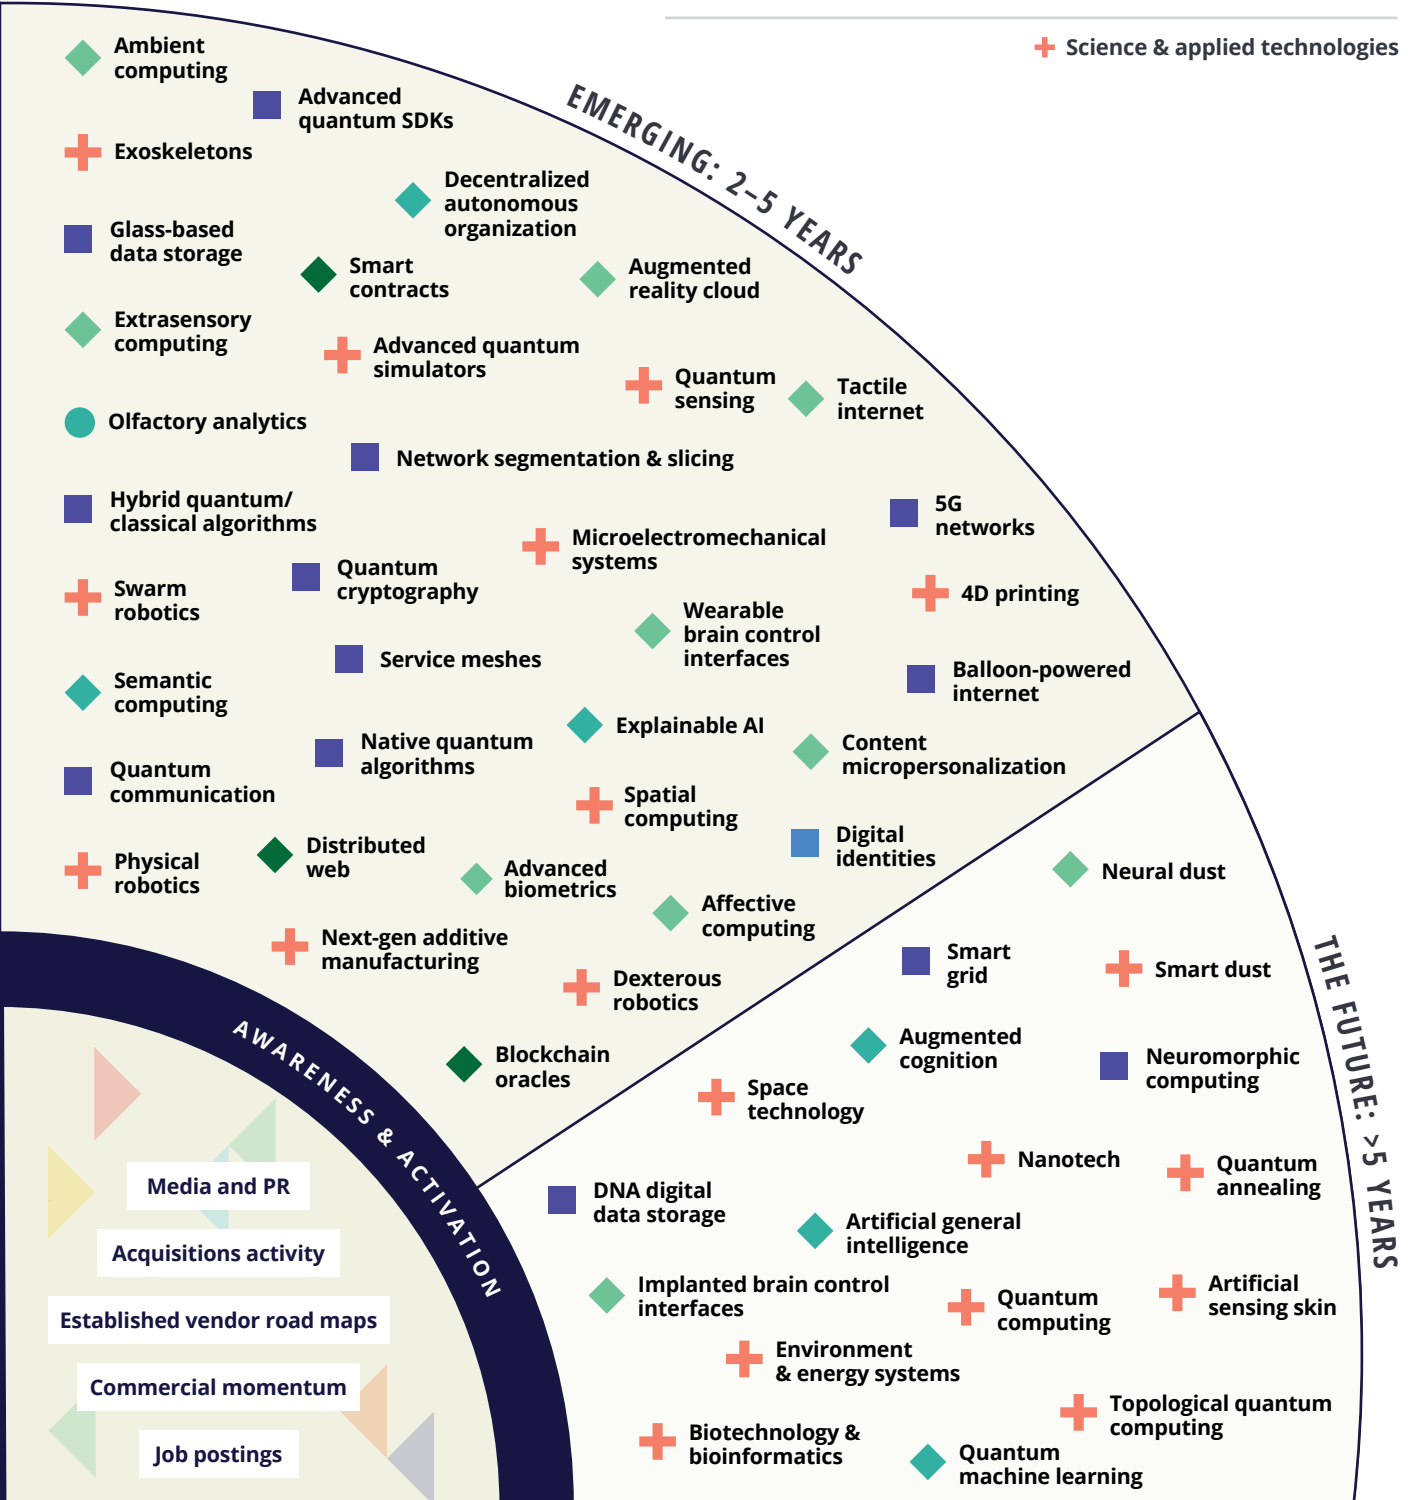 Science & applied technologies
EMERGING: 2–5 YEARS
Ambient
computing
Advanced
quantum SDKs
Exoskeletons
Decentralized
autonomous
organization
Glass-based
data storage
Smart
contracts
Augmented
reality cloud
Extrasensory
computing
Advanced quantum
simulators
Quantum
sensing
Tactile
internet
Olfactory analytics
Network segmentation & slicing
Hybrid quantum/
classical algorithms
5G
networks
Microelectromechanical
systems
Quantum
cryptography
Swarm
robotics
4D printing
Wearable
brain control
interfaces
Service meshes
Balloon-powered
internet
Semantic
computing
Explainable AI
Native quantum
algorithms
Content
micropersonalization
Quantum
communication
Spatial
computing
Digital
identities
Distributed
web
Physical
robotics
Advanced
biometrics
Affective
computing
Next-gen additive
manufacturing
Dexterous
robotics
Blockchain
oracles
THE FUTURE: >5 YEARS
Neural dust
Smart
grid
Smart dust
Augmented
cognition
Neuromorphic
computing
Space
technology
Nanotech
Quantum
annealing
DNA digital
data storage
Artificial general
intelligence
Implanted brain control
interfaces
Quantum
computing
Artificial
sensing skin
Environment
& energy systems
Topological quantum
computing
Biotechnology &
bioinformatics
Quantum
machine learning
AWARENESS & ACTIVATION
Media and PR
Acquisitions activity
Established vendor road maps
Commercial momentum
Job postings